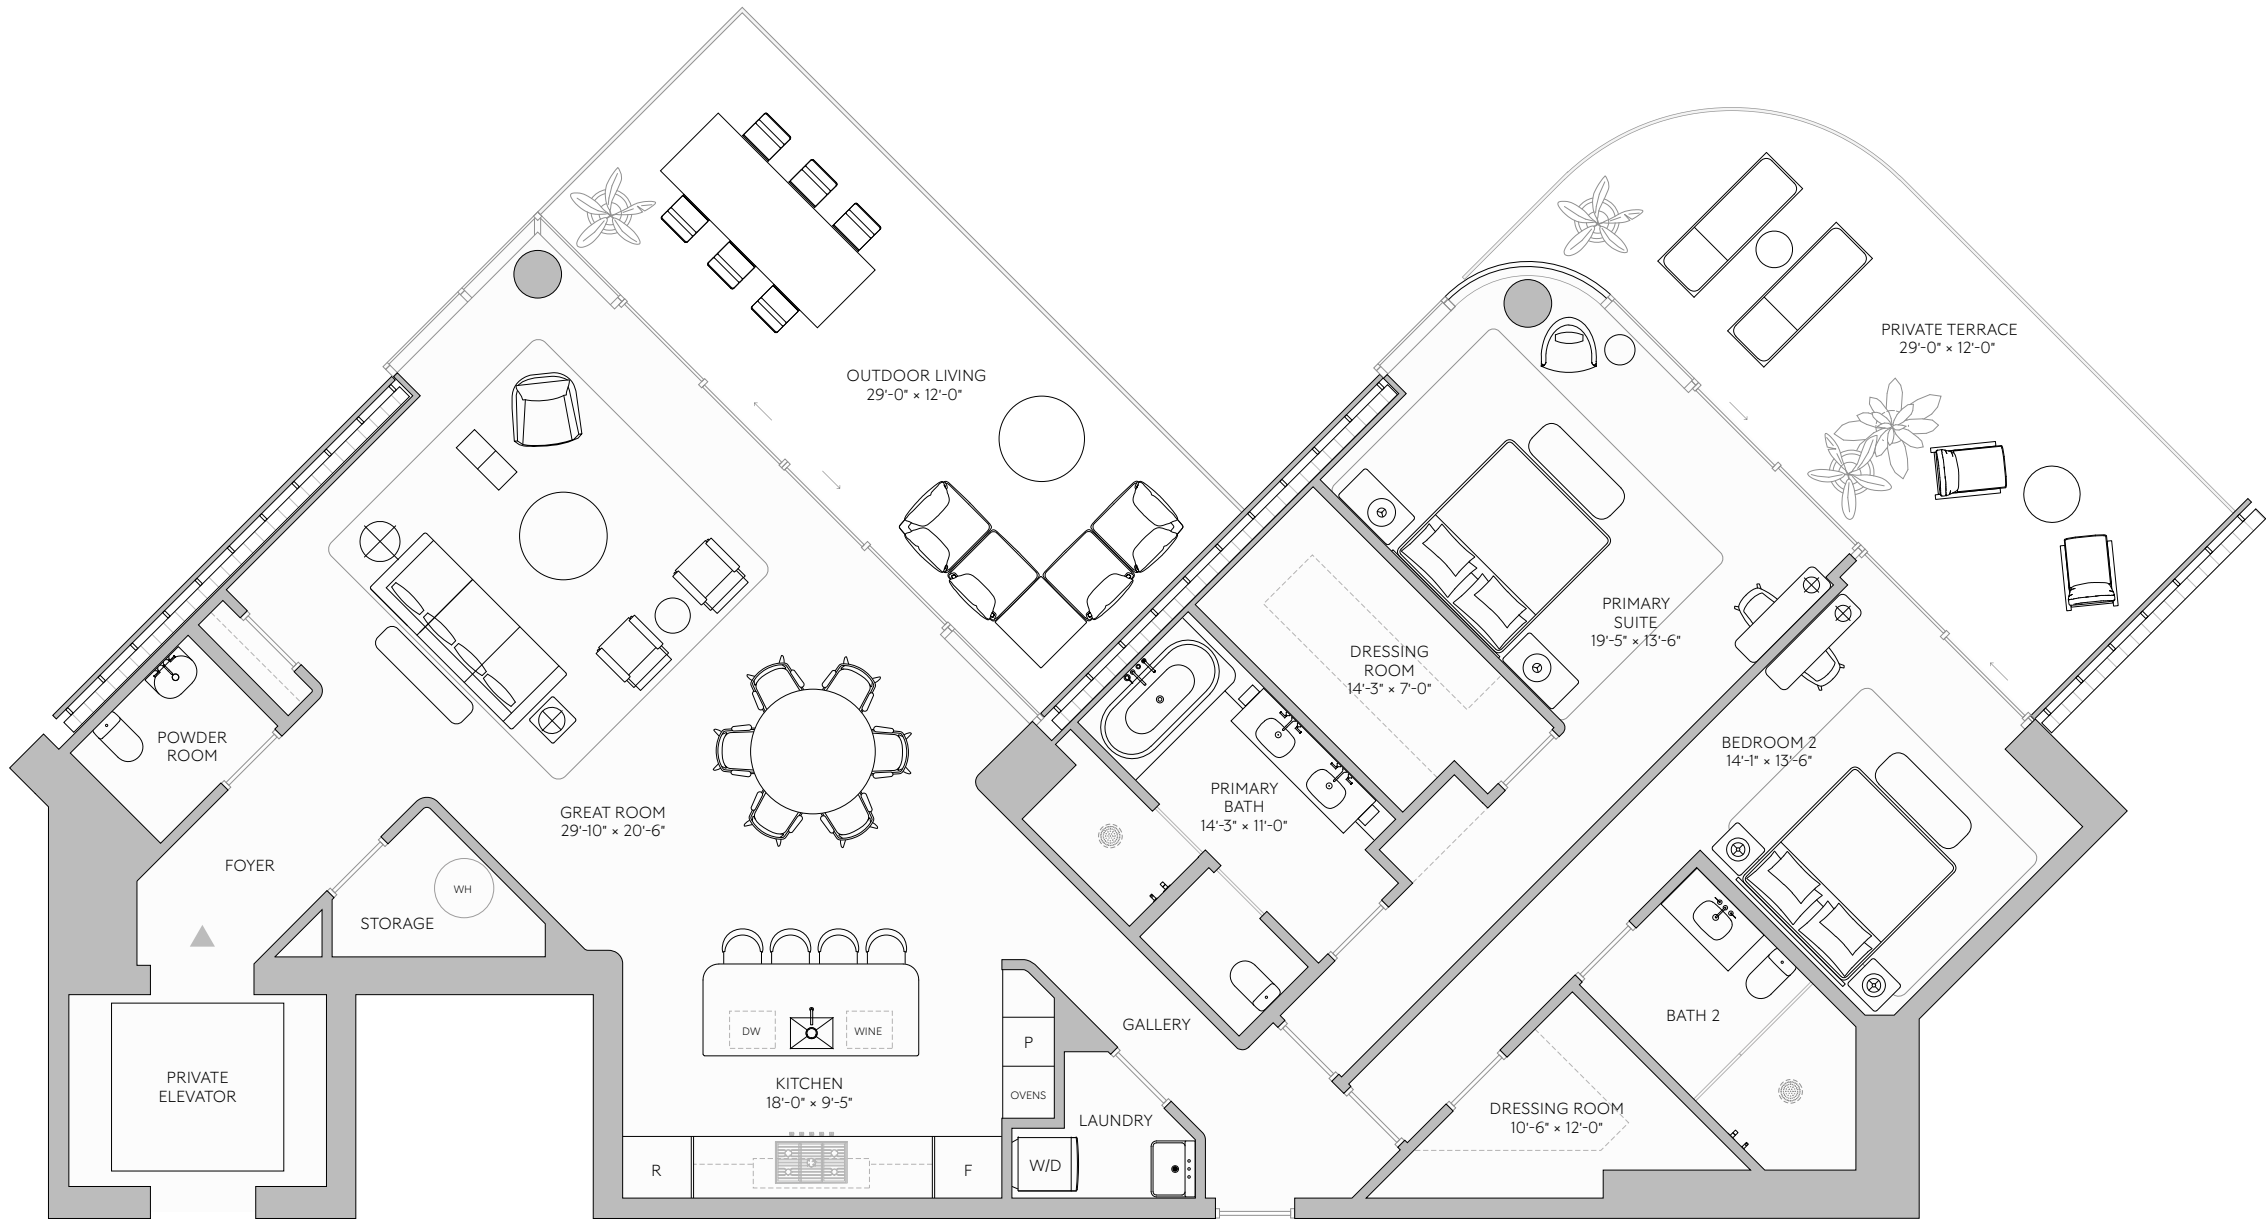 PRIVATE TERRACE
29'-0" × 12'-0"
OUTDOOR LIVING
29'-0" × 12'-0"
PRIMARY
SUITE
19'-5" × 13'-6"
DRESSING
ROOM
14'-3" × 7'-0"
POWDER
ROOM
BEDROOM 2
14'-1" × 13'-6"
PRIMARY
BATH
14'-3" × 11'-0"
GREAT ROOM
29'-10" × 20'-6"
FOYER
WH
STORAGE
GALLERY
BATH 2
DW
WINE
P
PRIVATE
ELEVATOR
KITCHEN
18'-0" × 9'-5"
OVENS
LAUNDRY
DRESSING ROOM
10'-6" × 12'-0"
R
F
W/D